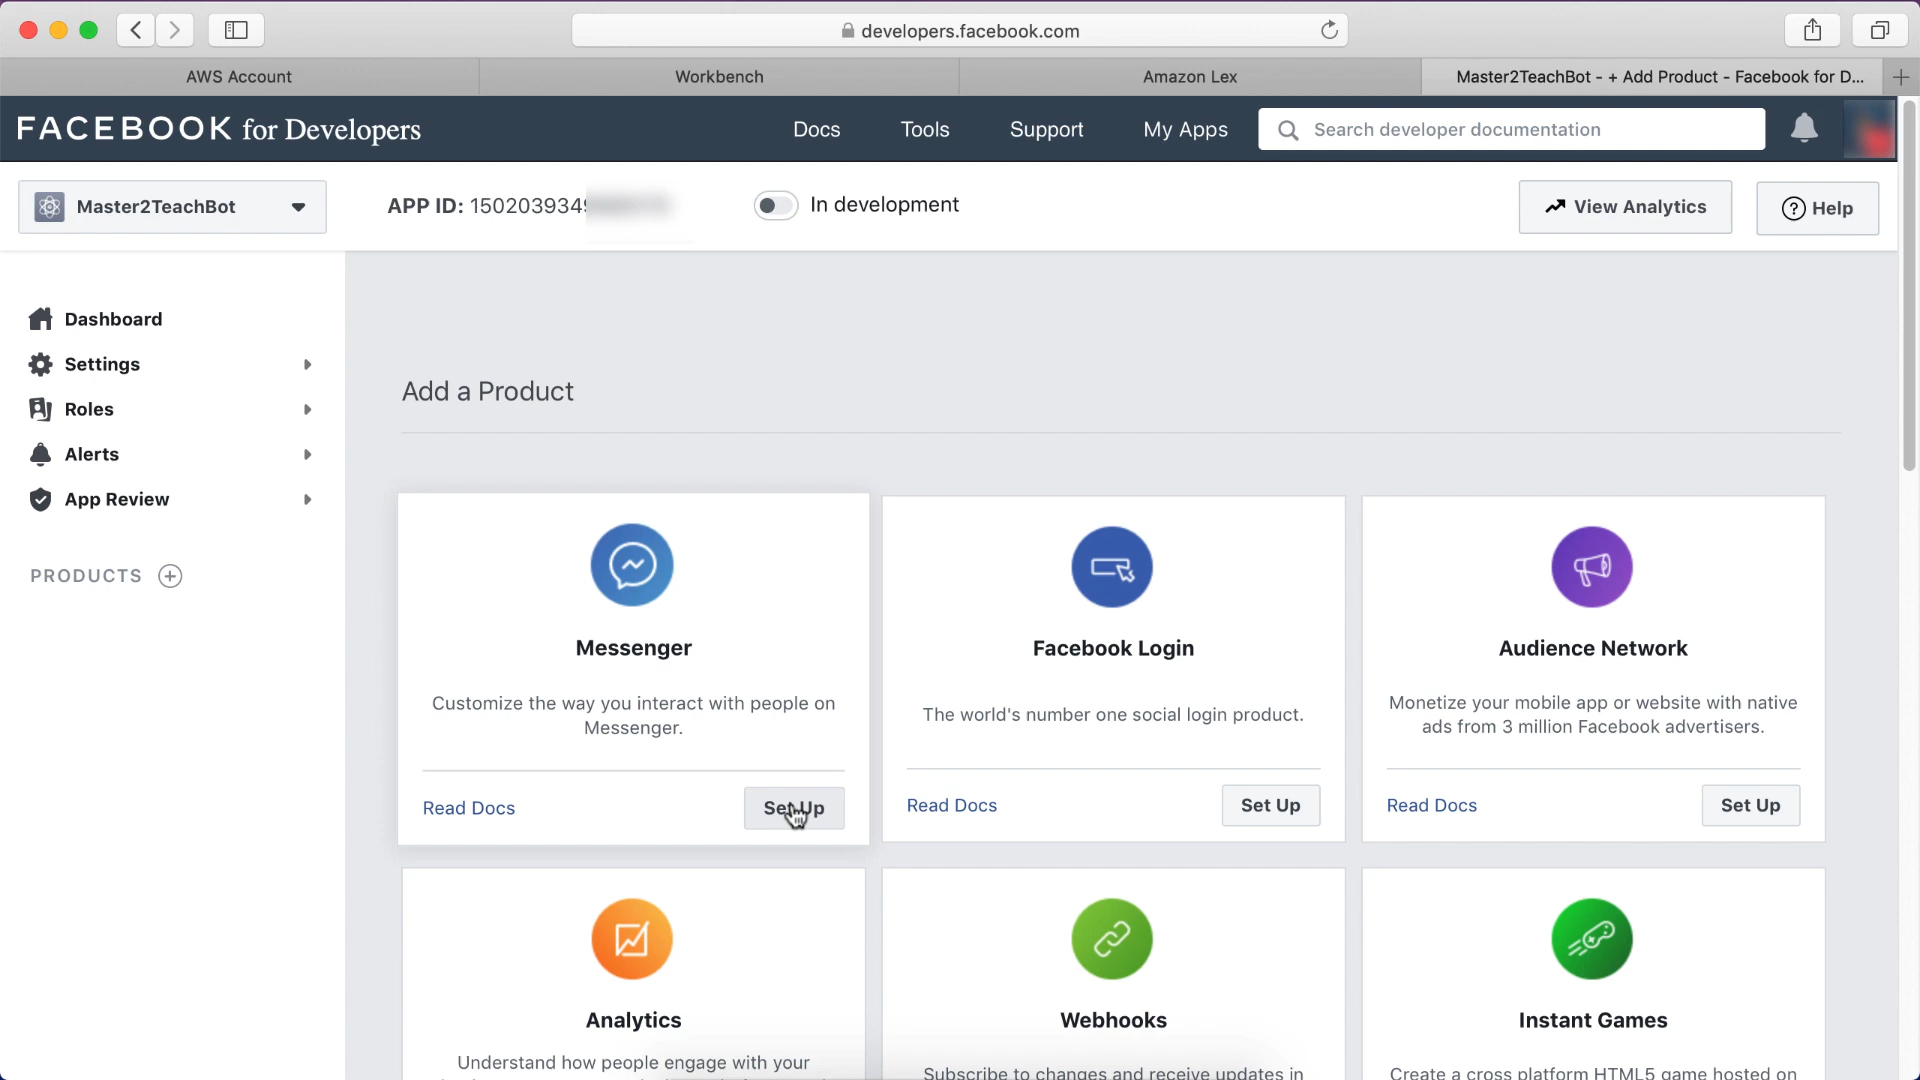 developers.facebook.com
AWS Account
Workbench
Amazon Lex
Master2TeachBot - + Add Product - Facebook for D...
FACEBOOK for Developers
Docs
Tools
Support
My Apps
Search developer documentation
Master2TeachBot
APP ID: 150203934
In development
View Analytics
Help
Dashboard
Settings
Roles
Alerts
App Review
PRODUCTS
Add a Product
Messenger
Customize the way you interact with people on
Messenger.
Read Docs
Set Up
Facebook Login
The world's number one social login product.
Read Docs
Set Up
Audience Network
Monetize your mobile app or website with native
ads from 3 million Facebook advertisers.
Read Docs
Set Up
Analytics
Understand how people engage with your
Webhooks
Subscribe to changes and receive updates in
Instant Games
Create a cross platform HTML5 game hosted on